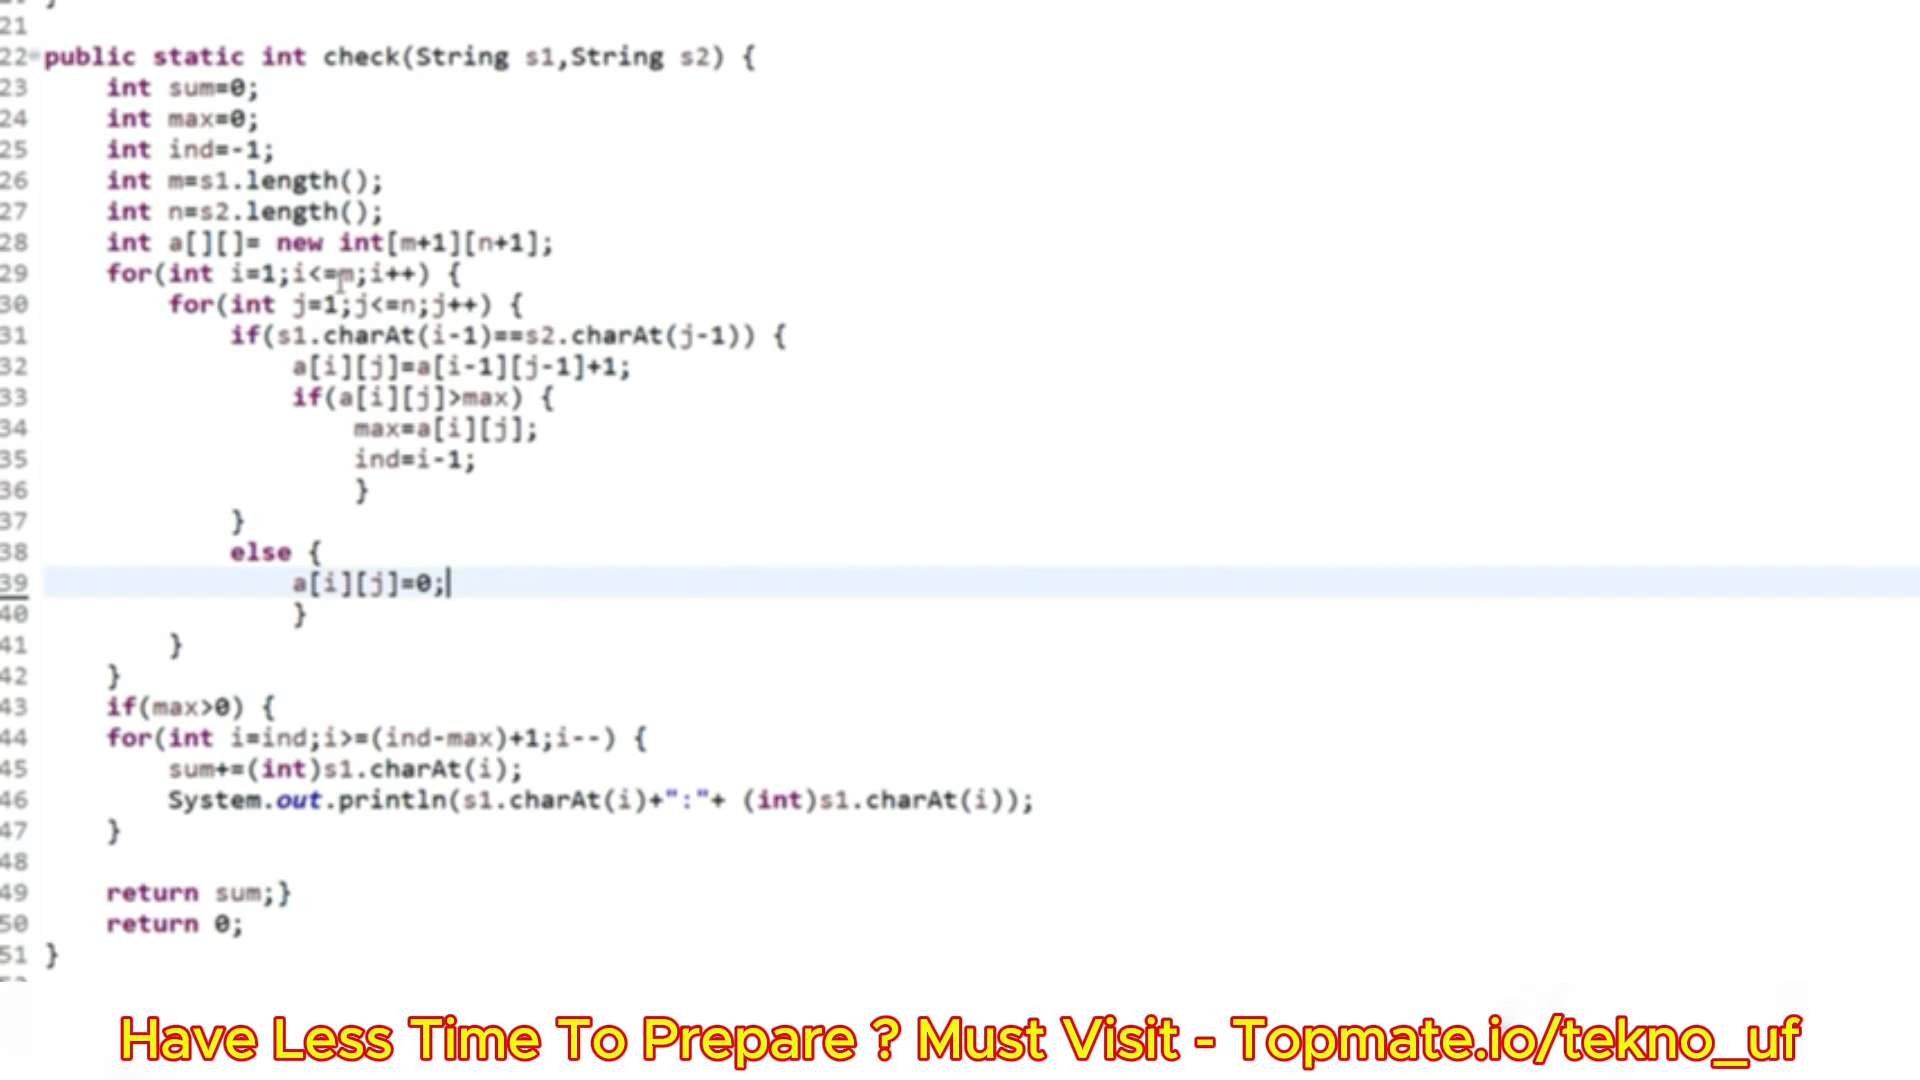 21
22 public static int check(String s1,String s2) {
23 int sum=0;
24 int max=0;
25 int ind=-1;
26 int m=s1.length();
27 int n=s2.length();
28 int a[][]= new int[m+1][n+1];
29 for(int i=1;i<=m;i++) {
30 for(int j=1;j<=n;j++) {
31 if(s1.charAt(i-1)==s2.charAt(j-1)) {
32 a[i][j]=a[i-1][j-1]+1;
33 if(a[i][j]>max) {
34 max=a[i][j];
35 ind=i-1;
36 }
37 }
38 else {
39 a[i][j]=0;
40 }
41 }
42 }
43 if(max>0) {
44 for(int i=ind;i>=(ind-max)+1;i--) {
45 sum+=(int)s1.charAt(i);
46 System.out.println(s1.charAt(i)+":"+ (int)s1.charAt(i));
47 }
48
49 return sum;}
50 return 0;
51 }
Have Less Time To Prepare ? Must Visit - Topmate.io/tekno_uf